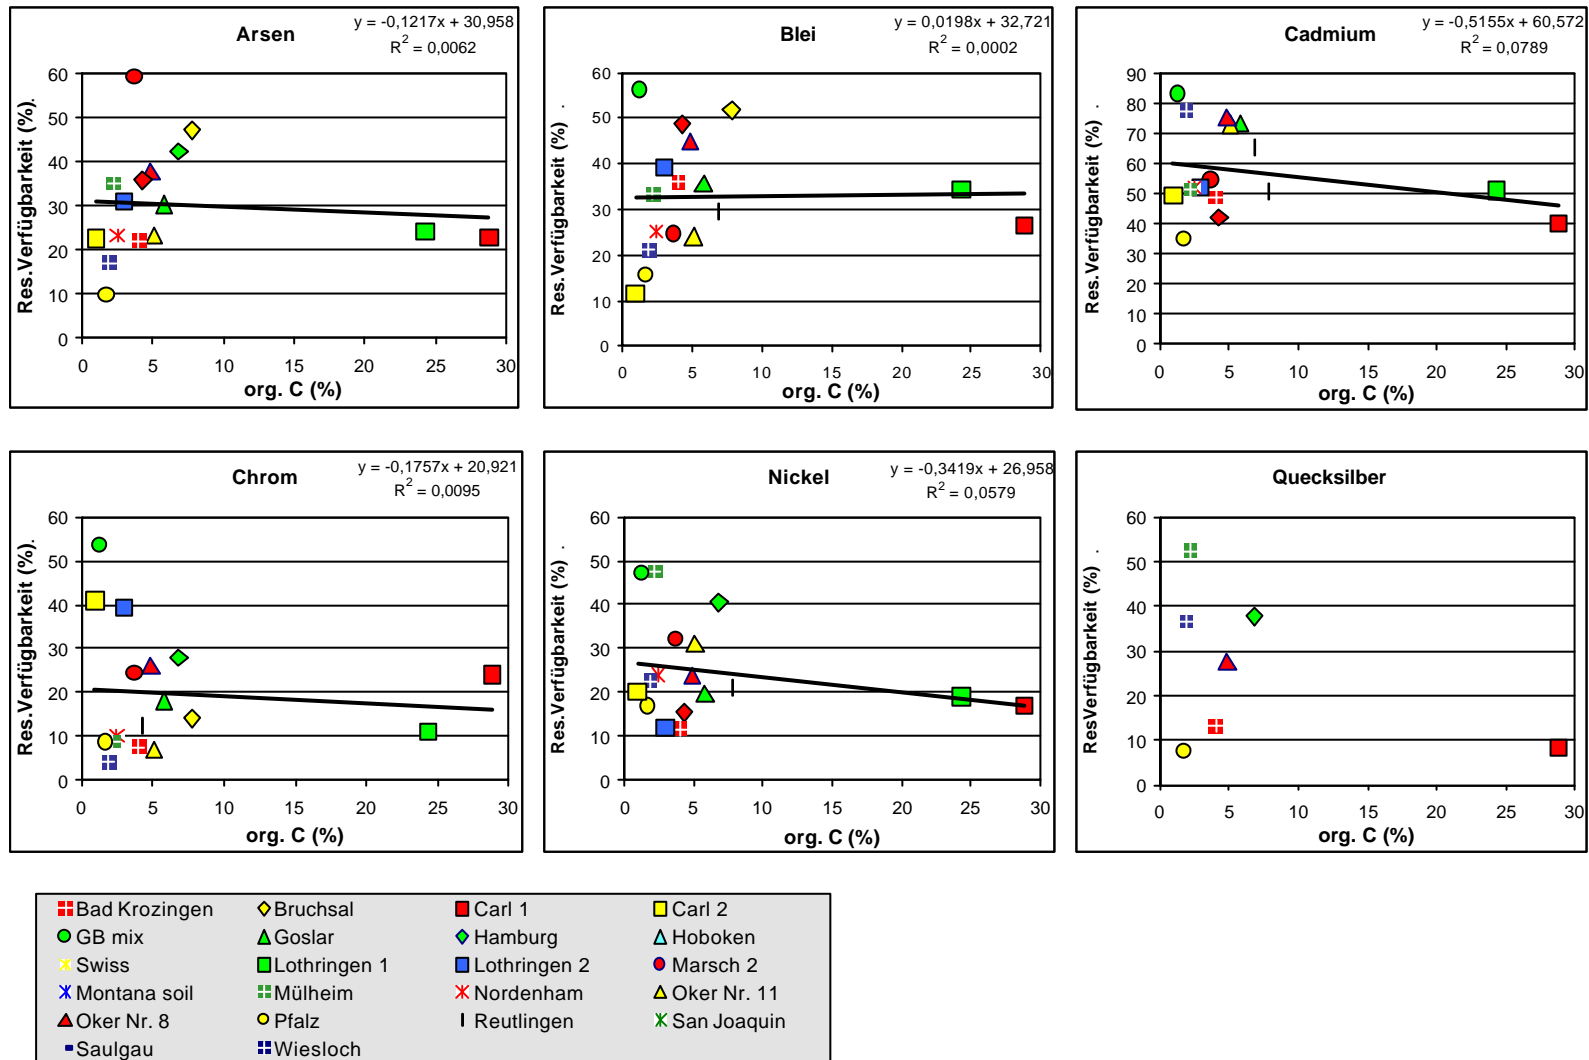 Arsen
y = -0,1217x + 30,958
R2 = 0,0062
Res.Verfügbarkeit (%).
60
50
40
30
20
10
0
0 5 10 15 20 25 30
org. C (%)
Blei
y = 0,0198x + 32,721
R2 = 0,0002
Res.Verfügbarkeit (%) .
60
50
40
30
20
10
0
0 5 10 15 20 25 30
org. C (%)
Cadmium
y = -0,5155x + 60,572
R2 = 0,0789
Res.Verfügbarkeit (%) .
90
80
70
60
50
40
30
20
10
0
0 5 10 15 20 25 30
org. C (%)
Chrom
y = -0,1757x + 20,921
R2 = 0,0095
Res.Verfügbarkeit (%).
60
50
40
30
20
10
0
0 5 10 15 20 25 30
org. C (%)
Nickel
y = -0,3419x + 26,958
R2 = 0,0579
Res.Verfügbarkeit (%) .
60
50
40
30
20
10
0
0 5 10 15 20 25 30
org. C (%)
Quecksilber
ResVerfügbarkeit (%) .
60
50
40
30
20
10
0
0 5 10 15 20 25 30
org. C (%)
Bad Krozingen Bruchsal Carl 1 Carl 2
GB mix Goslar Hamburg Hoboken
Swiss Lothringen 1 Lothringen 2 Marsch 2
Montana soil Mülheim Nordenham Oker Nr. 11
Oker Nr. 8 Pfalz Reutlingen San Joaquin
Saulgau Wiesloch